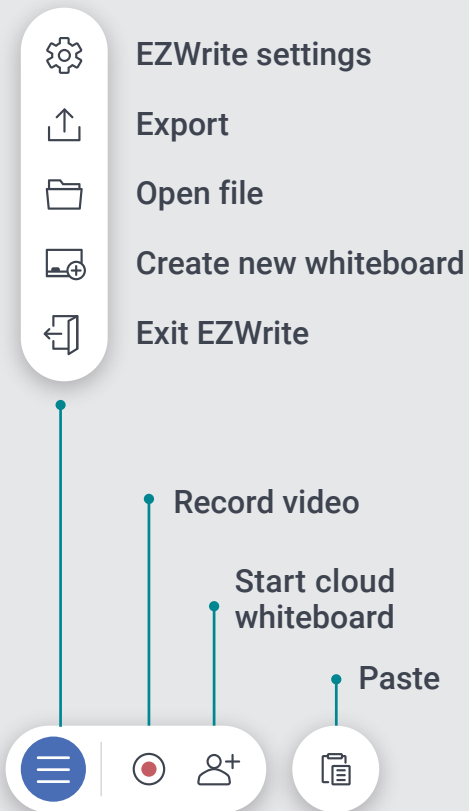 EZWrite settings
Export
Open file
Create new whiteboard
Exit EZWrite
Record video
Start cloud
whiteboard
Paste